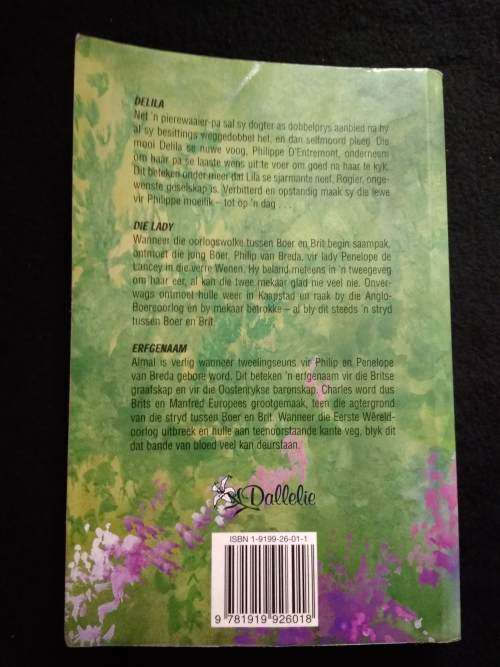 DELILA
Net 'n pierewaaier-pa sal sy dogter as dobbelprys aanbied na hy
al sy besittings weggedobbel het, en dan selfmoord pleeg. Die
mooi Delila se nuwe voog, Philippe D'Entremont, onderneem
om haar pa se laaste wens uit te voer om goed na haar te kyk.
Dit beteken onder meer dat Lila se sjarmante neef, Rogier, onge-
wenste geselskap is. Verbitterd en opstandig maak sy die lewe
vir Philippe moeilik – tot op 'n dag . . . .
DIE LADY
Wanneer die oorlogswolke tussen Boer en Brit begin saampak,
ontmoet die jong Boer, Philip van Breda, vir lady Penelope de
Lancey in die verre Wenen. Hy beland meteens in 'n tweegeveg
om haar eer, al kan die twee mekaar glad nie veel nie. Onver-
wags ontmoet hulle weer in Kaapstad en raak by die Anglo-
Boereoorlog en by mekaar betrokke – al bly dit steeds 'n stryd
tussen Boer en Brit.
ERFGENAAM
Almal is verlig wanneer tweelingseuns vir Philip en Penelope
van Breda gebore word. Dit beteken 'n erfgenaam vir die Britse
graafskap en vir die Oostenrykse baronskap. Charles word dus
Brits en Manfred Europees grootgemaak, teen die agtergrond
van die stryd tussen Boer en Brit. Wanneer die Eerste Wêreld-
oorlog uitbreek en hulle aan teenoorstaande kante veg, blyk dit
dat bande van bloed veel kan deurstaan.
Dallelie
ISBN 1-9199-26-01-1
9 781919 926018